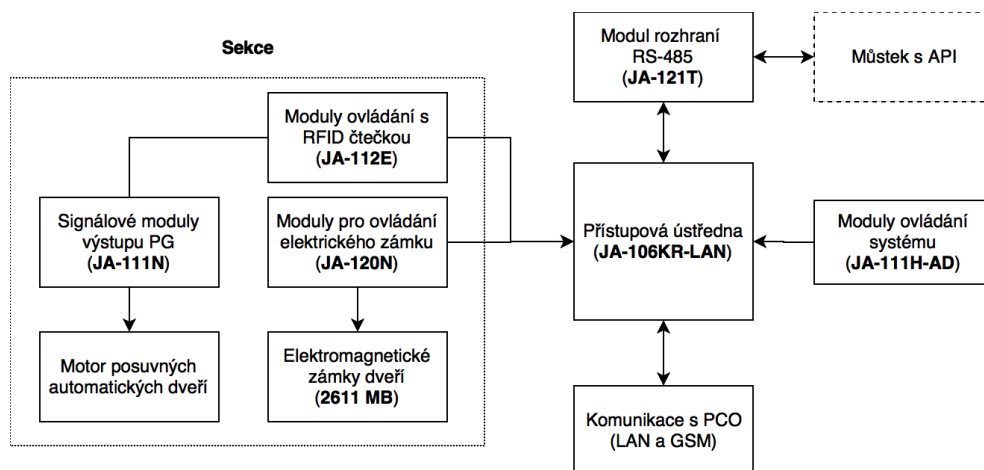 Sekce
Moduly ovládání s
RFID čtečkou
(JA-112E)
Signálové moduly
výstupu PG
(JA-111N)
Moduly pro ovládání
elektrického zámku
(JA-120N)
Motor posuvných
automatických dveří
Elektromagnetické
zámky dveří
(2611 MB)
Modul rozhraní
RS-485
(JA-121T)
Můstek s API
Přístupová ústředna
(JA-106KR-LAN)
Moduly ovládání
systému
(JA-111H-AD)
Komunikace s PCO
(LAN a GSM)